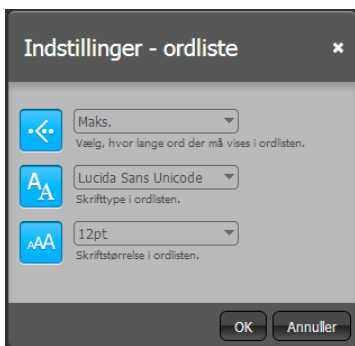 Indstillinger - ordliste
Maks.
Vælg, hvor lange ord der må vises i ordlisten.
Lucida Sans Unicode
Skrifttype i ordlisten.
12pt
Skriftstørrelse i ordlisten.
OK Annuller